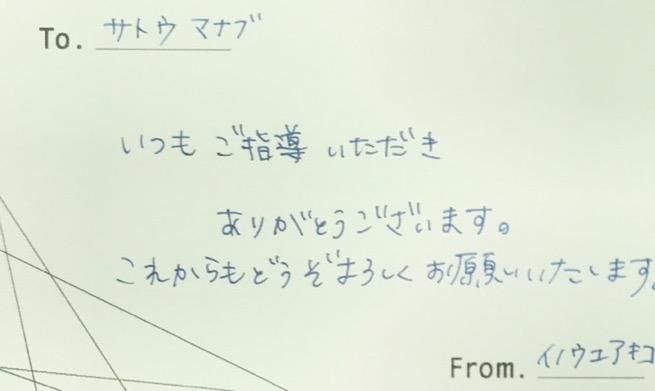 To. サトウ マナブ
いつも ご指導 いただき
ありがとうございます。
これからもどうぞよろしく お願いいたします。
From. イノウエアキコ